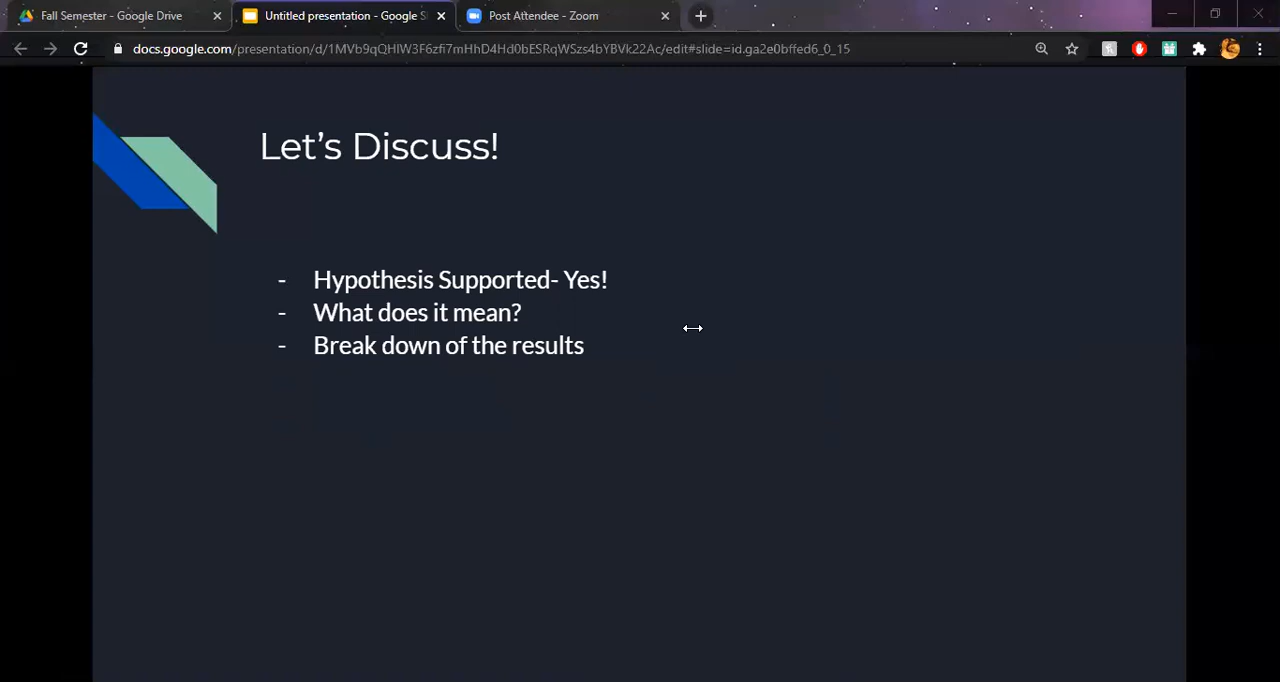 Fall Semester - Google Drive
Untitled presentation - Google S
Post Attendee - Zoom
docs.google.com/presentation/d/1MVb9qQHlW3F6zfi7mHhD4Hd0bESRqWSzs4bYBVk22Ac/edit#slide=id.ga2e0bffed6_0_15
Let's Discuss!
- Hypothesis Supported- Yes!
- What does it mean?
- Break down of the results